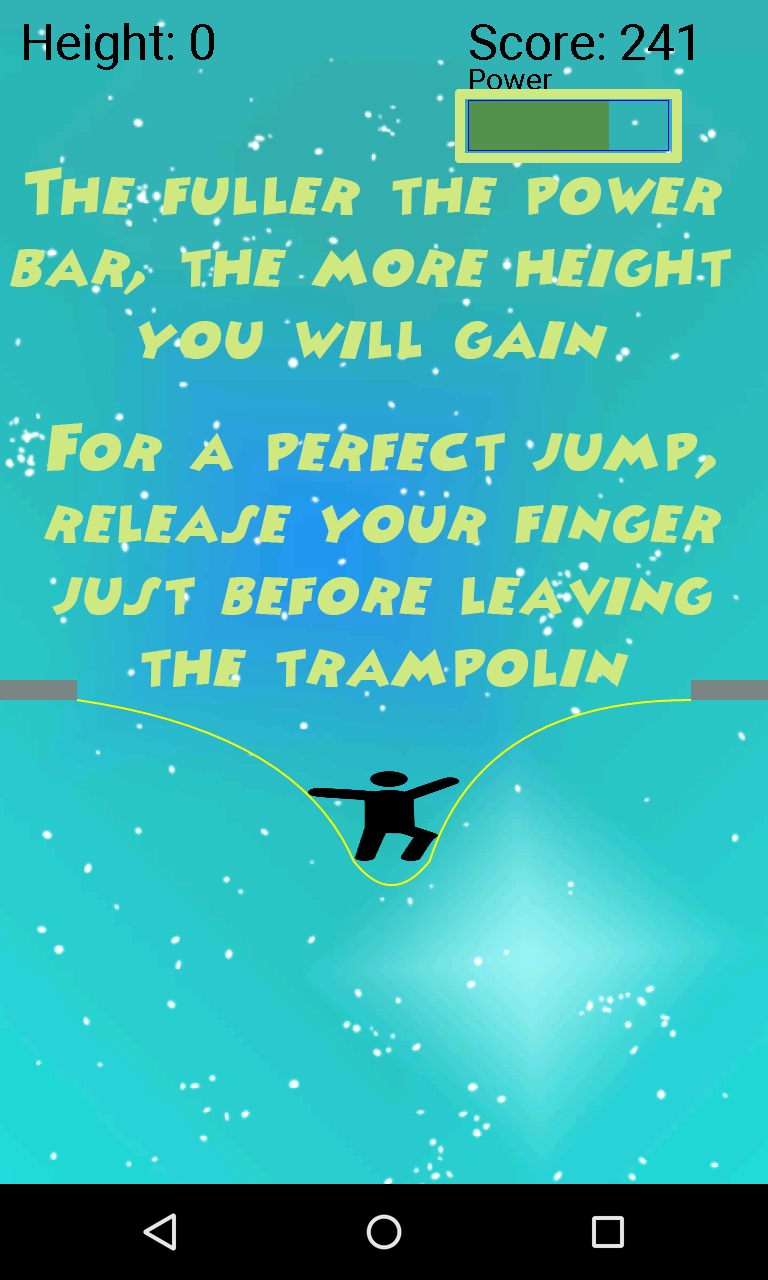 Height: 0
Score: 241
Power
The fuller the power
bar, the more height
you will gain
For a perfect jump,
release your finger
just before leaving
the trampolin